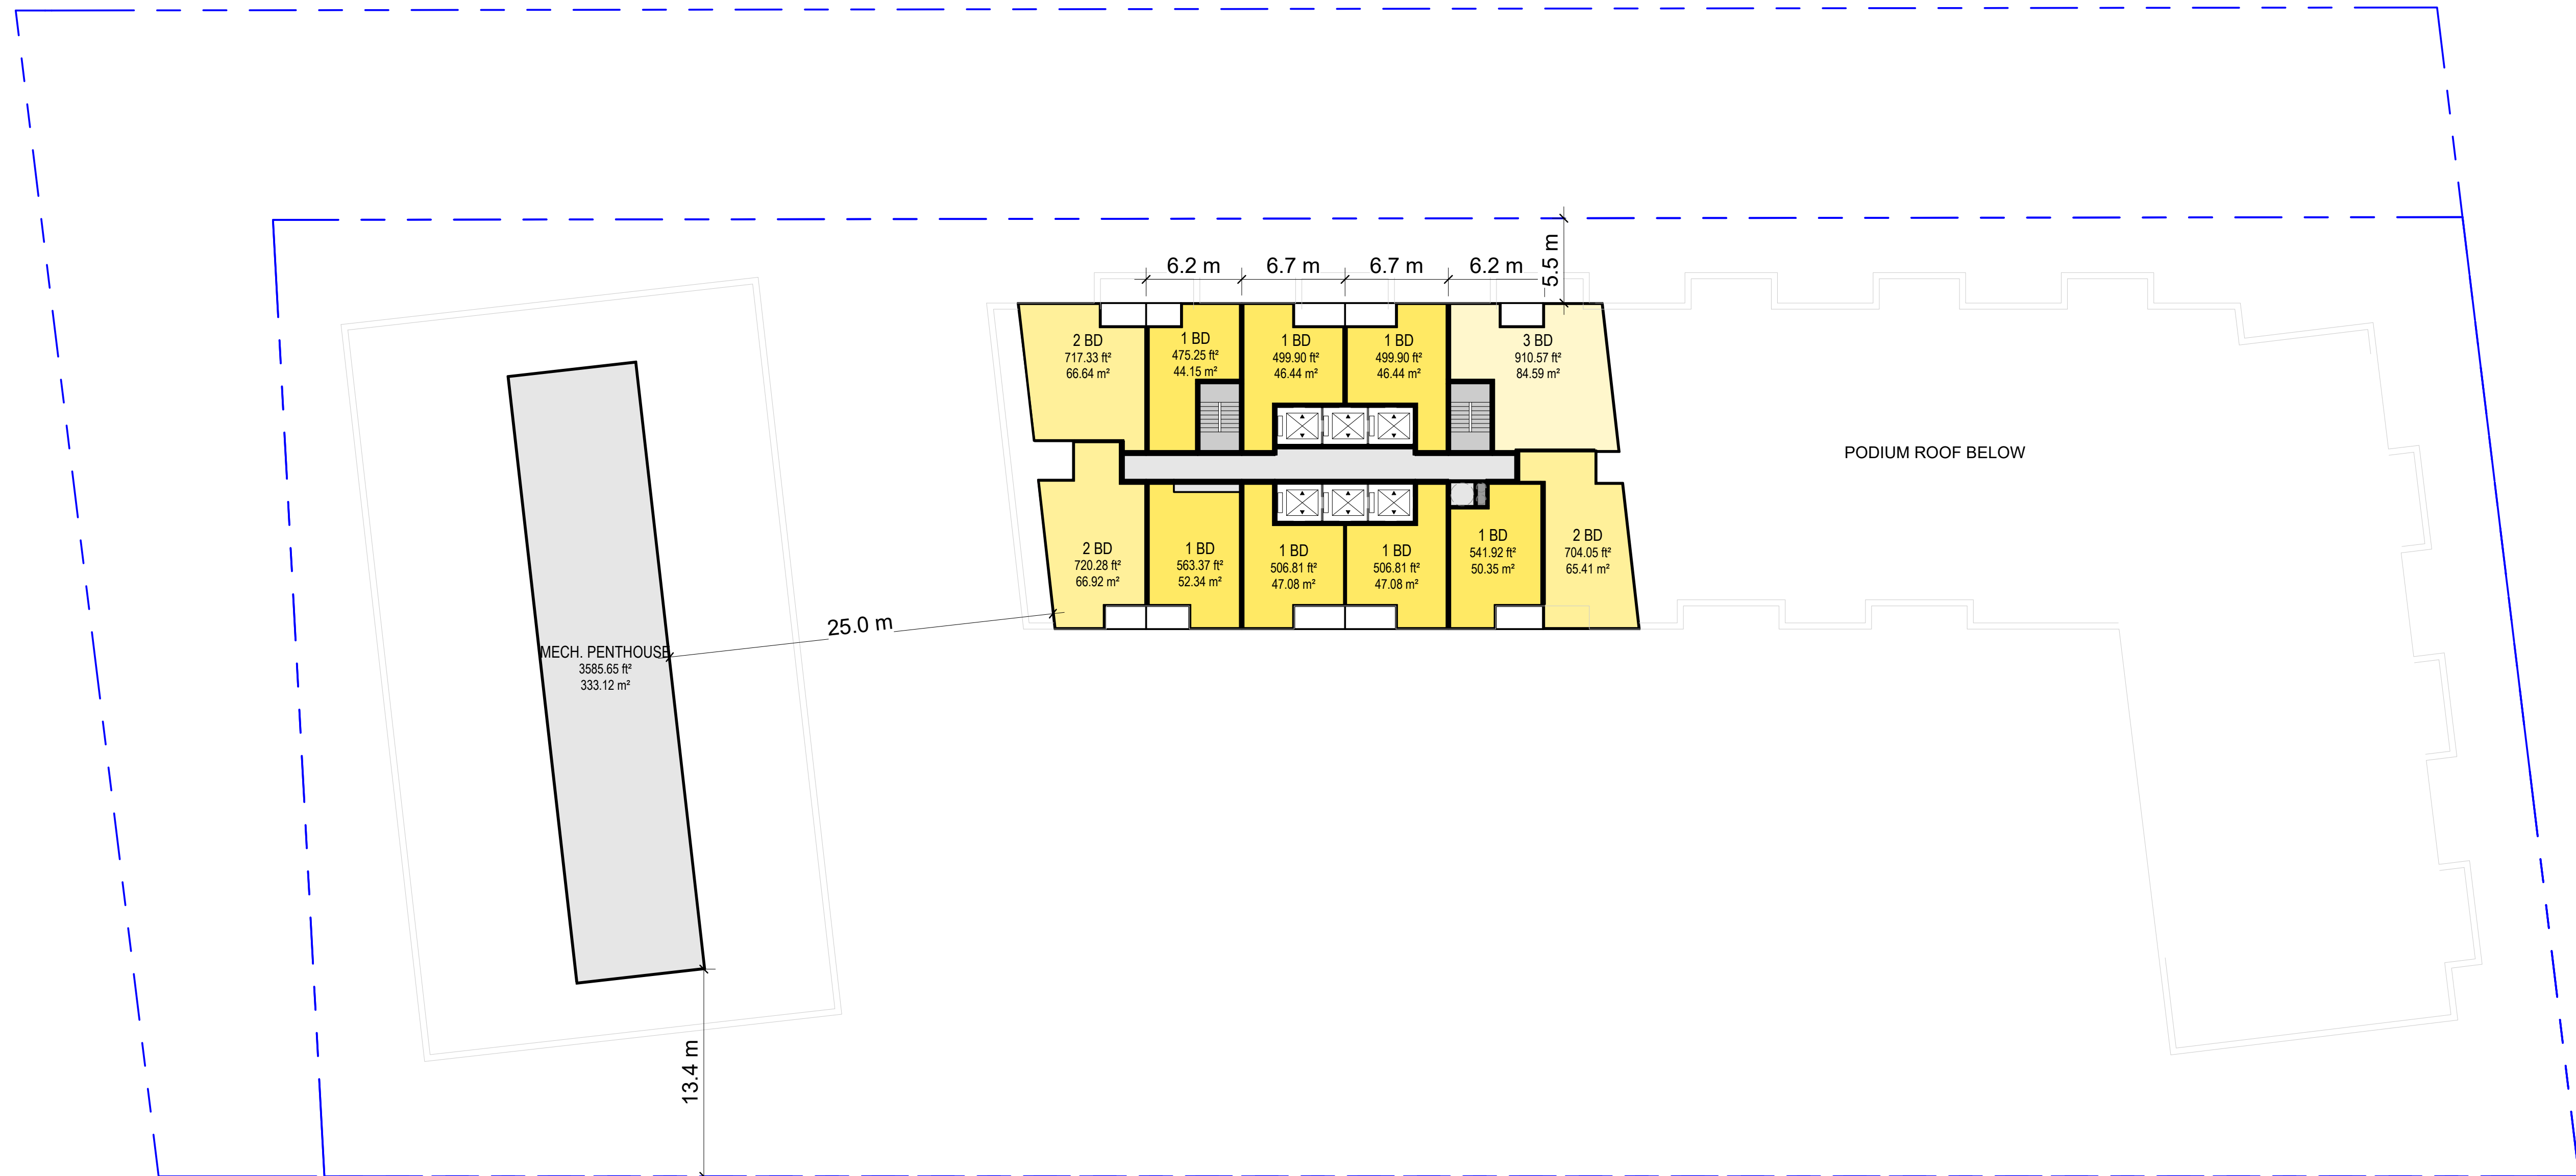 6.2 m
6.7 m
6.7 m
6.2 m
5.5 m
2 BD
717.33 ft²
66.64 m²
1 BD
475.25 ft²
44.15 m²
1 BD
499.90 ft²
46.44 m²
1 BD
499.90 ft²
46.44 m²
3 BD
910.57 ft²
84.59 m²
PODIUM ROOF BELOW
2 BD
720.28 ft²
66.92 m²
1 BD
563.37 ft²
52.34 m²
1 BD
506.81 ft²
47.08 m²
1 BD
506.81 ft²
47.08 m²
1 BD
541.92 ft²
50.35 m²
2 BD
704.05 ft²
65.41 m²
25.0 m
MECH. PENTHOUSE
3585.65 ft²
333.12 m²
13.4 m